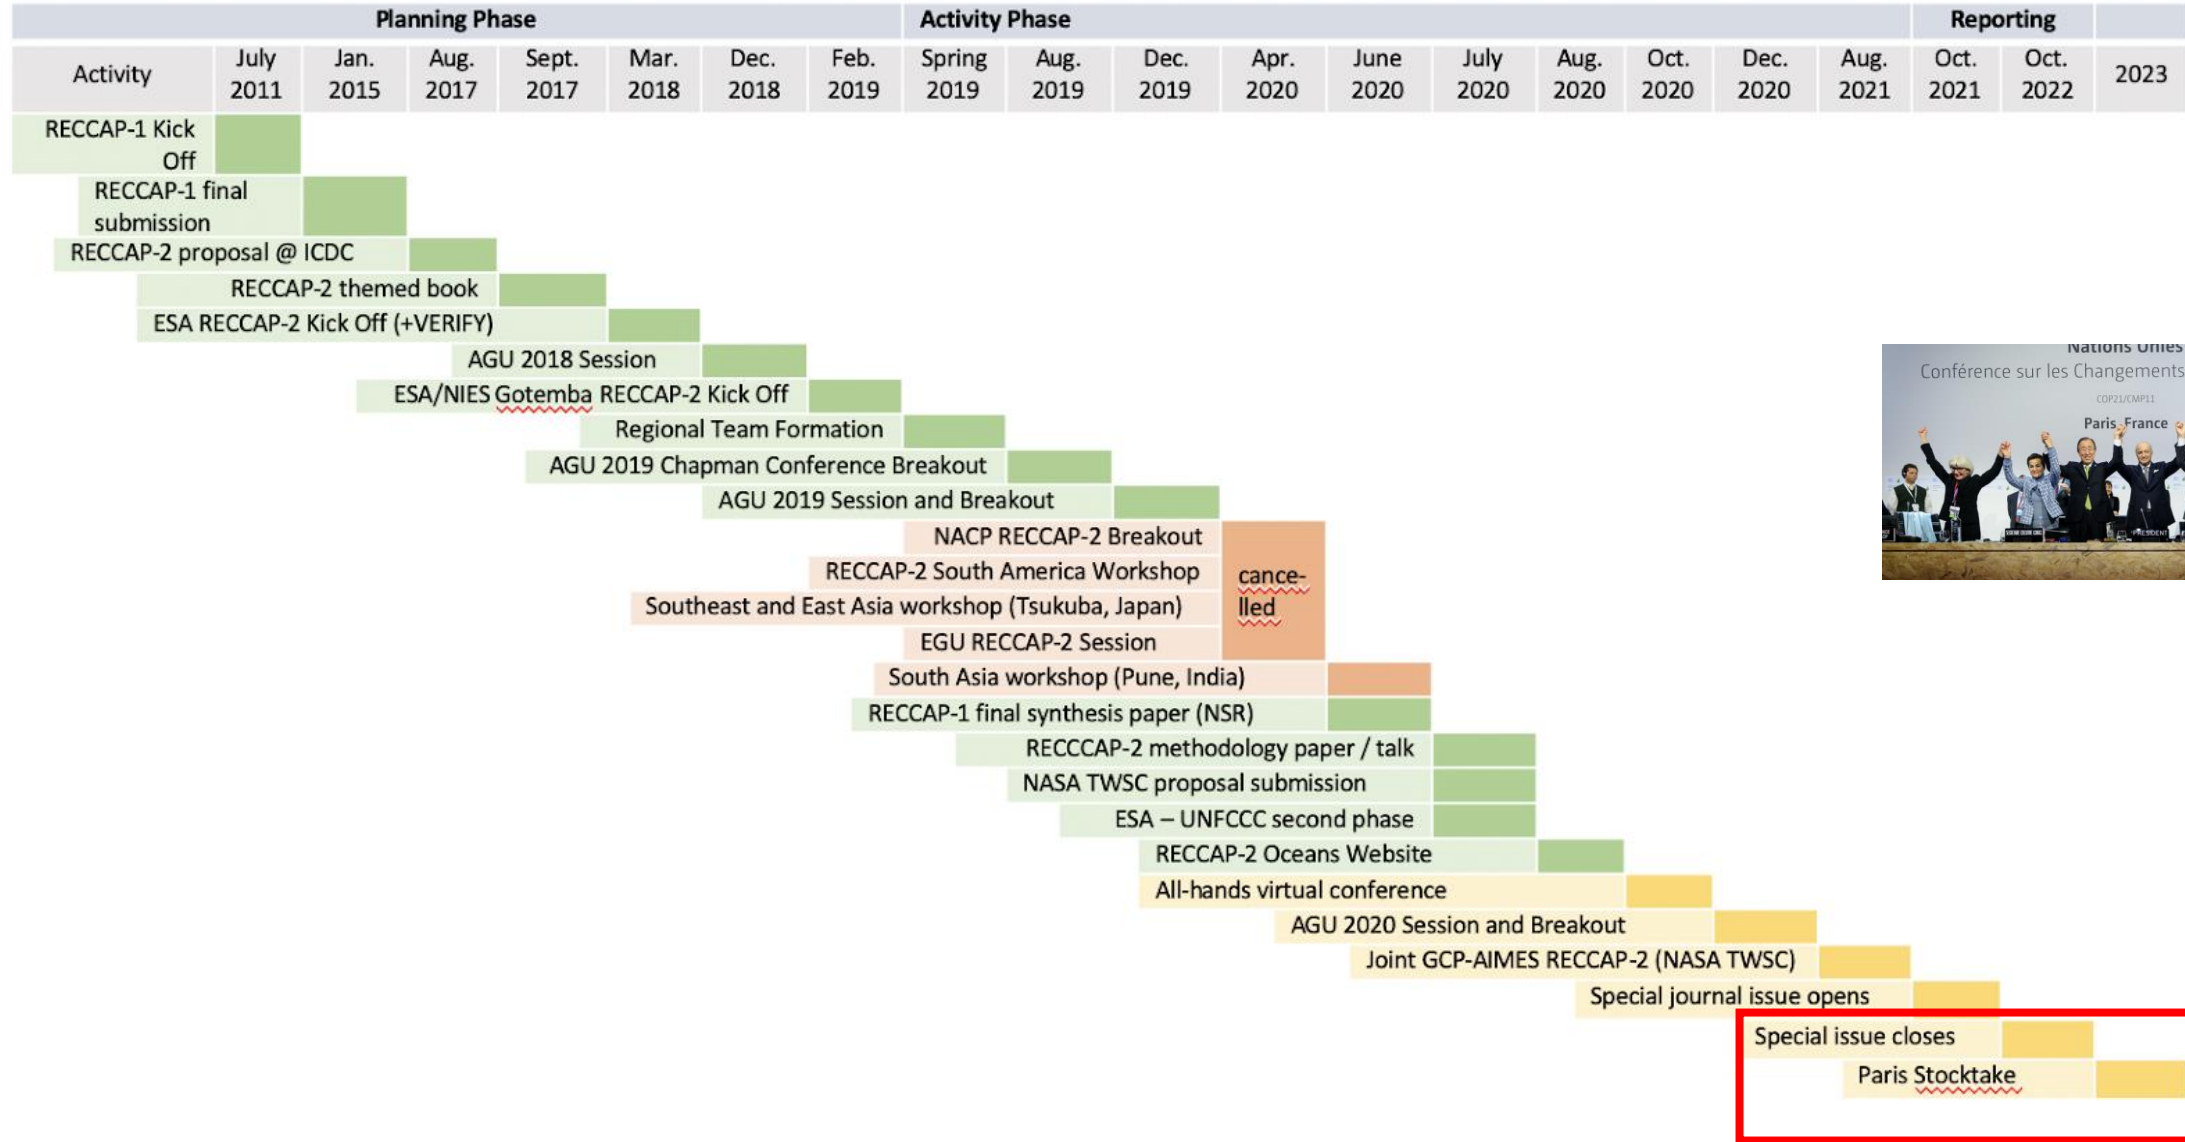 Planning Phase Activity Phase Reporting
Activity July 2011 Jan. 2015 Aug. 2017 Sept. 2017 Mar. 2018 Dec. 2018 Feb. 2019 Spring 2019 Aug. 2019 Dec. 2019 Apr. 2020 June 2020 July 2020 Aug. 2020 Oct. 2020 Dec. 2020 Aug. 2021 Oct. 2021 Oct. 2022 2023
RECCAP-1 Kick
Off
RECCAP-1 final
submission
RECCAP-2 proposal @ ICDC
RECCAP-2 themed book
ESA RECCAP-2 Kick Off (+VERIFY)
AGU 2018 Session
ESA/NIES Gotemba RECCAP-2 Kick Off
Regional Team Formation
AGU 2019 Chapman Conference Breakout
AGU 2019 Session and Breakout
NACP RECCAP-2 Breakout
RECCAP-2 South America Workshop
Southeast and East Asia workshop (Tsukuba, Japan)
EGU RECCAP-2 Session
cance-
lled
South Asia workshop (Pune, India)
RECCAP-1 final synthesis paper (NSR)
RECCCAP-2 methodology paper / talk
NASA TWSC proposal submission
ESA – UNFCCC second phase
RECCAP-2 Oceans Website
All-hands virtual conference
AGU 2020 Session and Breakout
Joint GCP-AIMES RECCAP-2 (NASA TWSC)
Special journal issue opens
Special issue closes
Paris Stocktake
Nations Unies
Conférence sur les Changements
COP21/CMP11
Paris, France
PRESIDENT